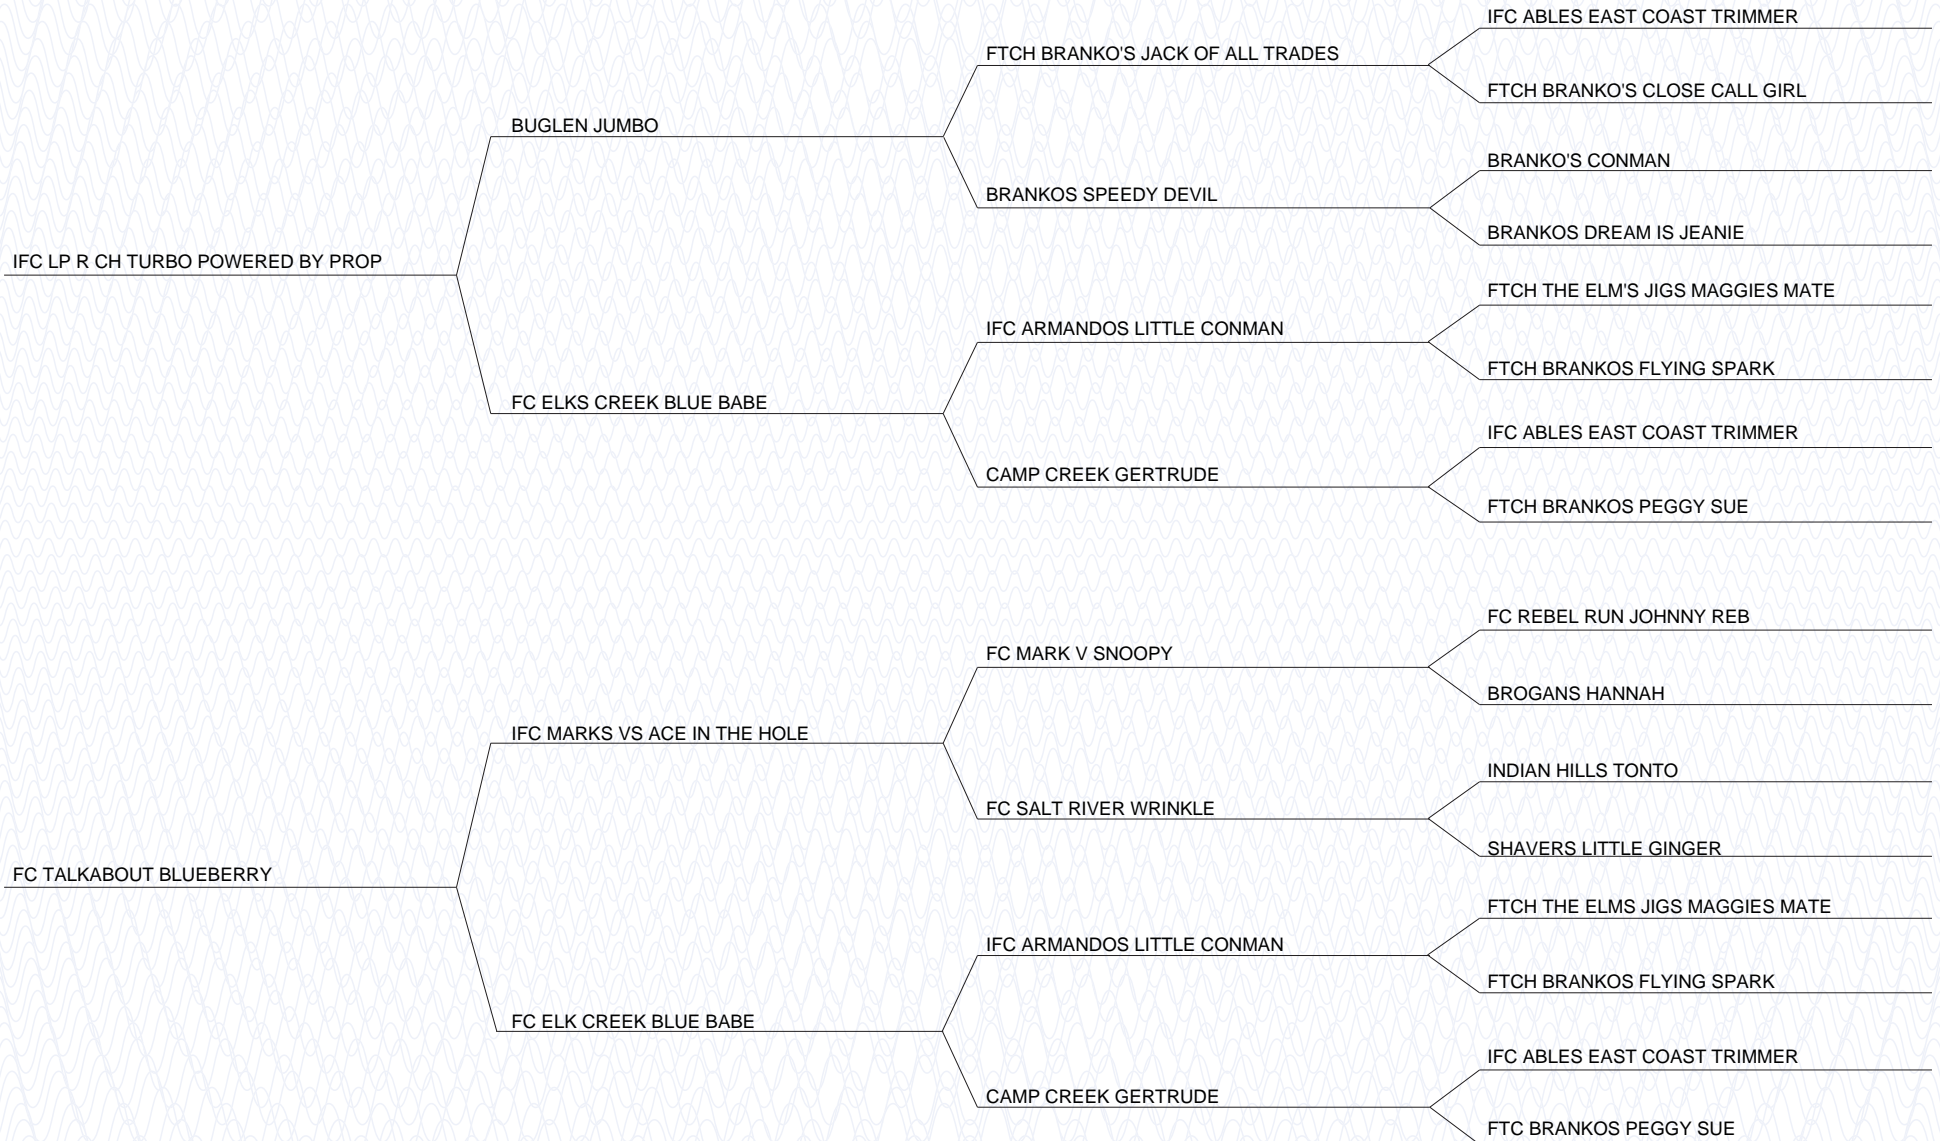 IFC ABLES EAST COAST TRIMMER
FTCH BRANKO'S JACK OF ALL TRADES
FTCH BRANKO'S CLOSE CALL GIRL
BUGLEN JUMBO
BRANKO'S CONMAN
BRANKOS SPEEDY DEVIL
BRANKOS DREAM IS JEANIE
IFC LP R CH TURBO POWERED BY PROP
FTCH THE ELM'S JIGS MAGGIES MATE
IFC ARMANDOS LITTLE CONMAN
FTCH BRANKOS FLYING SPARK
FC ELKS CREEK BLUE BABE
IFC ABLES EAST COAST TRIMMER
CAMP CREEK GERTRUDE
FTCH BRANKOS PEGGY SUE
FC REBEL RUN JOHNNY REB
FC MARK V SNOOPY
BROGANS HANNAH
IFC MARKS VS ACE IN THE HOLE
INDIAN HILLS TONTO
FC SALT RIVER WRINKLE
SHAVERS LITTLE GINGER
FC TALKABOUT BLUEBERRY
FTCH THE ELMS JIGS MAGGIES MATE
IFC ARMANDOS LITTLE CONMAN
FTCH BRANKOS FLYING SPARK
FC ELK CREEK BLUE BABE
IFC ABLES EAST COAST TRIMMER
CAMP CREEK GERTRUDE
FTC BRANKOS PEGGY SUE